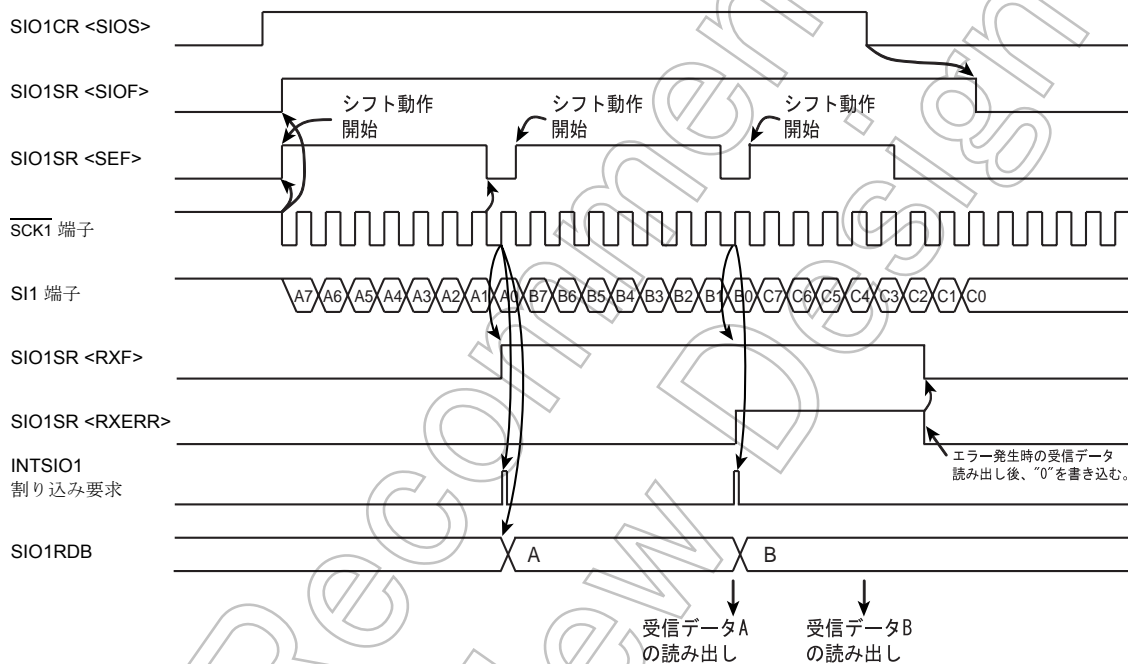 SIO1CR <SIOS>
SIO1SR <SIOF>
シフト動作
開始
シフト動作
開始
シフト動作
開始
SIO1SR <SEF>
SCK1 端子
SI1 端子
A7 A6 A5 A4 A3 A2 A1 A0 B7 B6 B5 B4 B3 B2 B1 B0 C7 C6 C5 C4 C3 C2 C1 C0
SIO1SR <RXF>
SIO1SR <RXERR>
エラー発生時の受信データ
読み出し後、"0"を書き込む。
INTSIO1
割り込み要求
SIO1RDB
A
B
受信データA
の読み出し
受信データB
の読み出し
Recommen
Design
Review